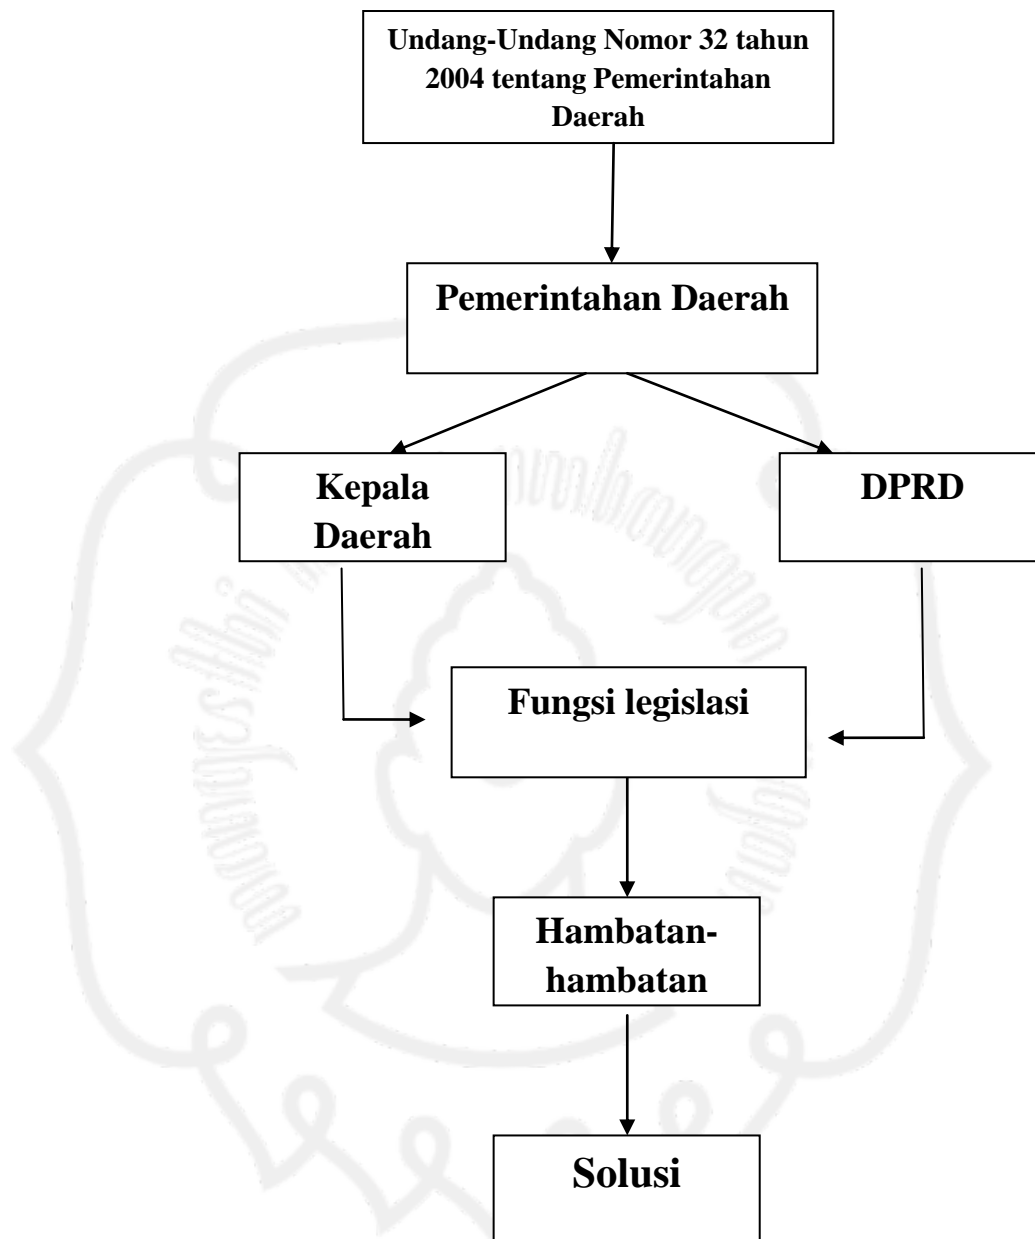 Undang-Undang Nomor 32 tahun
2004 tentang Pemerintahan
Daerah
Pemerintahan Daerah
Kepala
Daerah
DPRD
Fungsi legislasi
Hambatan-
hambatan
Solusi